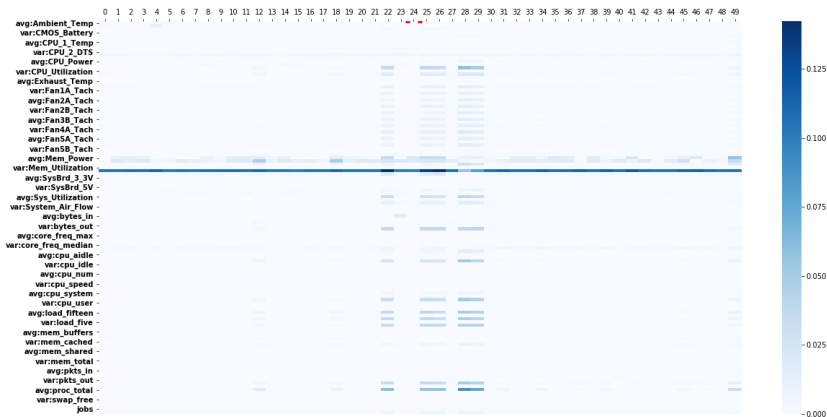 0 1 2 3 4 5 6 7 8 9 10 11 12 13 14 15 16 17 18 19 20 21 22 23 24 25 26 27 28 29 30 31 32 33 34 35 36 37 38 39 40 41 42 43 44 45 46 47 48 49
avg:Ambient_Temp
var:CMOS_Battery
avg:CPU_1_Temp
var:CPU_2_DTS
avg:CPU_Power
var:CPU_Utilization
avg:Exhaust_Temp
var:Fan1A_Tach
avg:Fan2A_Tach
var:Fan2B_Tach
avg:Fan3B_Tach
var:Fan4A_Tach
avg:Fan5A_Tach
var:Fan5B_Tach
avg:Mem_Power
var:Mem_Utilization
avg:SysBrd_3_3V
var:SysBrd_5V
avg:Sys_Utilization
var:System_Air_Flow
avg:bytes_in
var:bytes_out
avg:core_freq_max
var:core_freq_median
avg:cpu_aidle
var:cpu_idle
avg:cpu_num
var:cpu_speed
avg:cpu_system
var:cpu_user
avg:load_fifteen
var:load_five
avg:mem_buffers
var:mem_cached
avg:mem_shared
var:mem_total
avg:pkts_in
var:pkts_out
avg:proc_total
var:swap_free
jobs
0.125
0.100
0.075
0.050
0.025
0.000